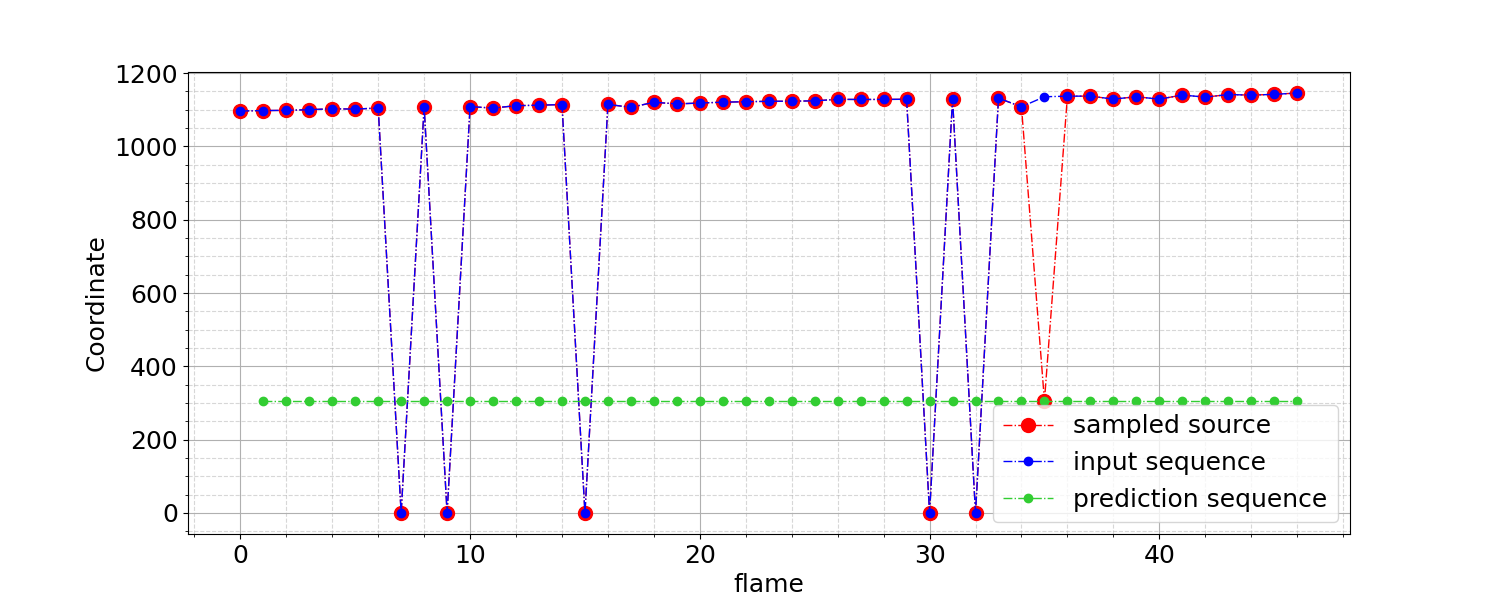 1200
1000
800
600
400
200
0
Coordinate
0 10 20 30 40
flame
sampled source
input sequence
prediction sequence